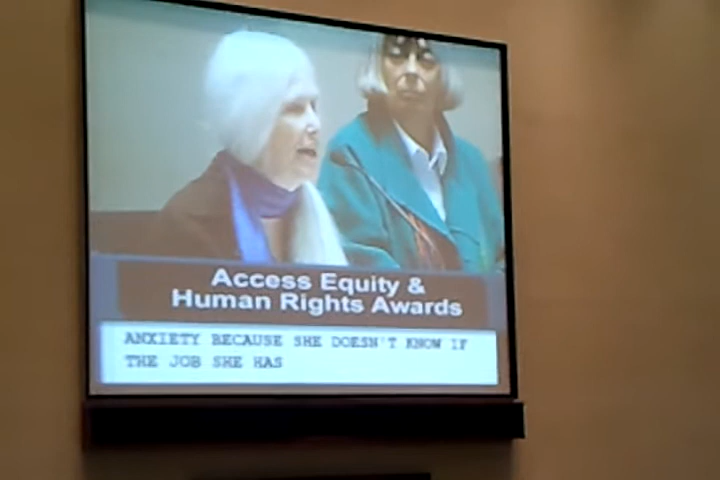 Access Equity &
Human Rights Awards
ANXIETY BECAUSE SHE DOESN'T KNOW IF
THE JOB SHE HAS